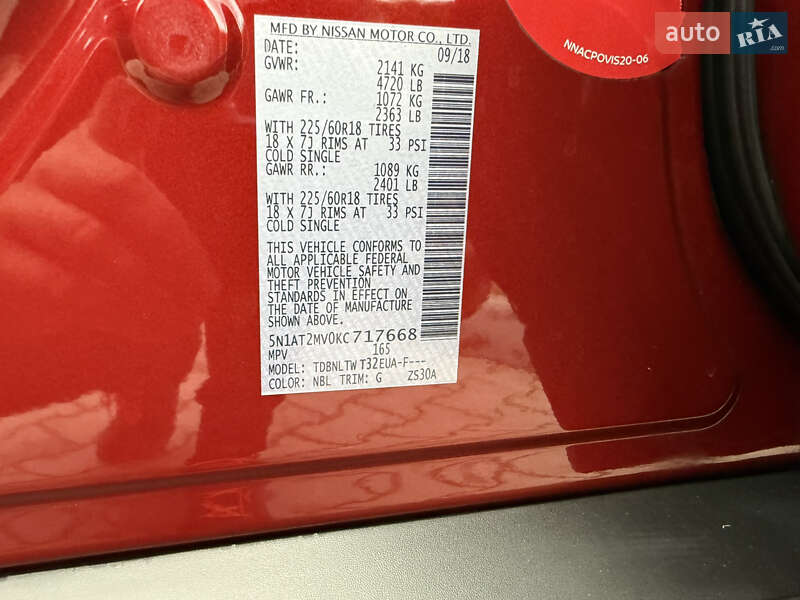 MFD BY NISSAN MOTOR CO., LTD.
DATE: 09/18
GVWR: 2141 KG
4720 LB
GAWR FR.: 1072 KG
2363 LB
WITH 225/60R18 TIRES
18 X 7J RIMS AT 33 PSI
COLD SINGLE
GAWR RR.: 1089 KG
2401 LB
WITH 225/60R18 TIRES
18 X 7J RIMS AT 33 PSI
COLD SINGLE
THIS VEHICLE CONFORMS TO
ALL APPLICABLE FEDERAL
MOTOR VEHICLE SAFETY AND
THEFT PREVENTION
STANDARDS IN EFFECT ON
THE DATE OF MANUFACTURE
SHOWN ABOVE.
5N1AT2MV0KC717668
MPV 165
MODEL: TDBNLTW T32EUA-F---
COLOR: NBL TRIM: G ZS30A
NNACPOVIS20-06
auto RIA
.com